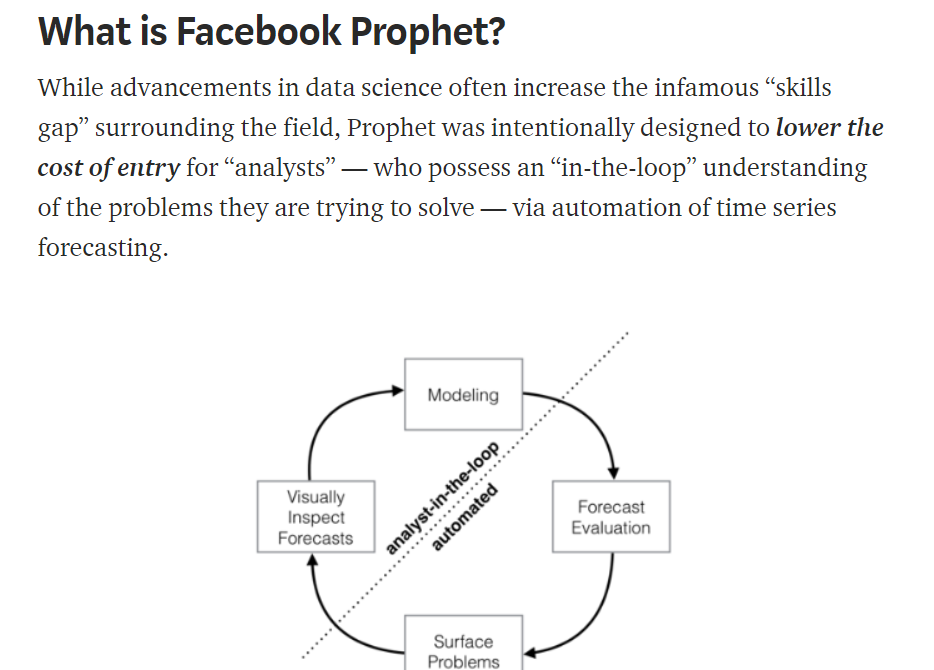 What is Facebook Prophet?
While advancements in data science often increase the infamous “skills
gap” surrounding the field, Prophet was intentionally designed to lower the
cost of entry for “analysts” — who possess an “in-the-loop” understanding
of the problems they are trying to solve — via automation of time series
forecasting.
Modeling
analyst-in-the-loop
automated
Visually
Inspect
Forecasts
Forecast
Evaluation
Surface
Problems